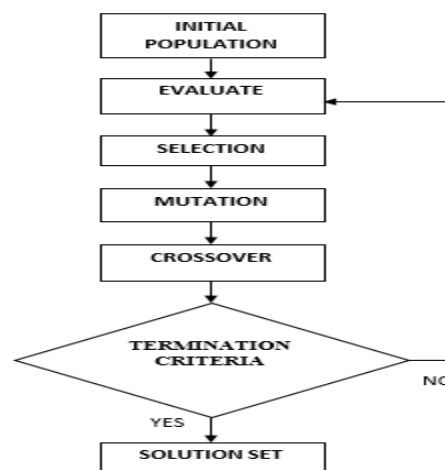 INITIAL
POPULATION
EVALUATE
SELECTION
MUTATION
CROSSOVER
TERMINATION
CRITERIA
NO
YES
SOLUTION SET